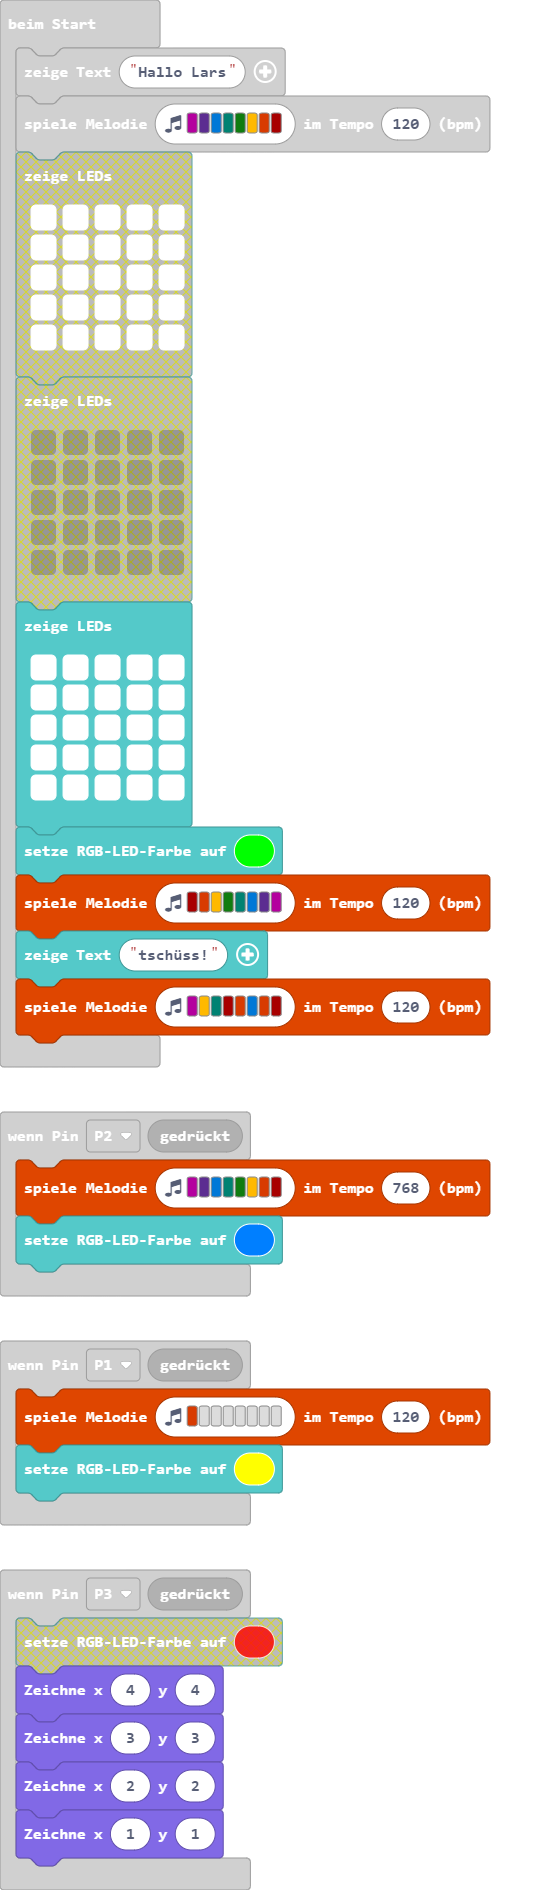 beim Start
zeige Text "Hallo Lars"
spiele Melodie im Tempo 120 (bpm)
zeige LEDs
zeige LEDs
zeige LEDs
setze RGB-LED-Farbe auf
spiele Melodie im Tempo 120 (bpm)
zeige Text "tschüss!"
spiele Melodie im Tempo 120 (bpm)
wenn Pin P2 gedrückt
spiele Melodie im Tempo 768 (bpm)
setze RGB-LED-Farbe auf
wenn Pin P1 gedrückt
spiele Melodie im Tempo 120 (bpm)
setze RGB-LED-Farbe auf
wenn Pin P3 gedrückt
setze RGB-LED-Farbe auf
Zeichne x 4 y 4
Zeichne x 3 y 3
Zeichne x 2 y 2
Zeichne x 1 y 1